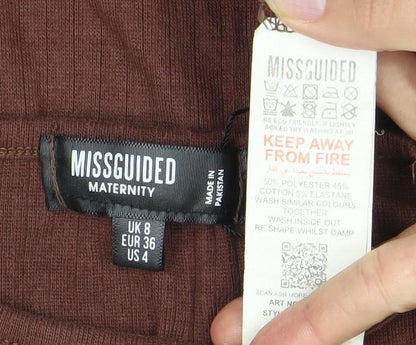 MISSGUIDED
MATERNITY
MADE IN
PAKISTAN
UK 8
EUR 36
US 4
MISSGUIDED
BE ECO FRIENDLY, IF LIGHTLY
SOILED TRY WASHING AT 30
KEEP AWAY
FROM FIRE
50% POLYESTER 45%
COTTON 5% ELASTANE
WASH SIMILAR COLOURS
TOGETHER
WASH INSIDE OUT
RE SHAPE WHILST DAMP
SCAN FOR MORE
ART NO
STYL